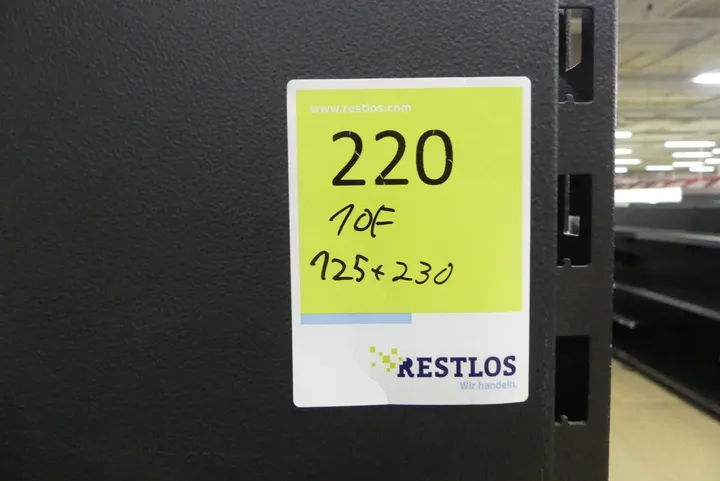 www.restlos.com
220
10F
125+230
RESTLOS
Wir handeln.